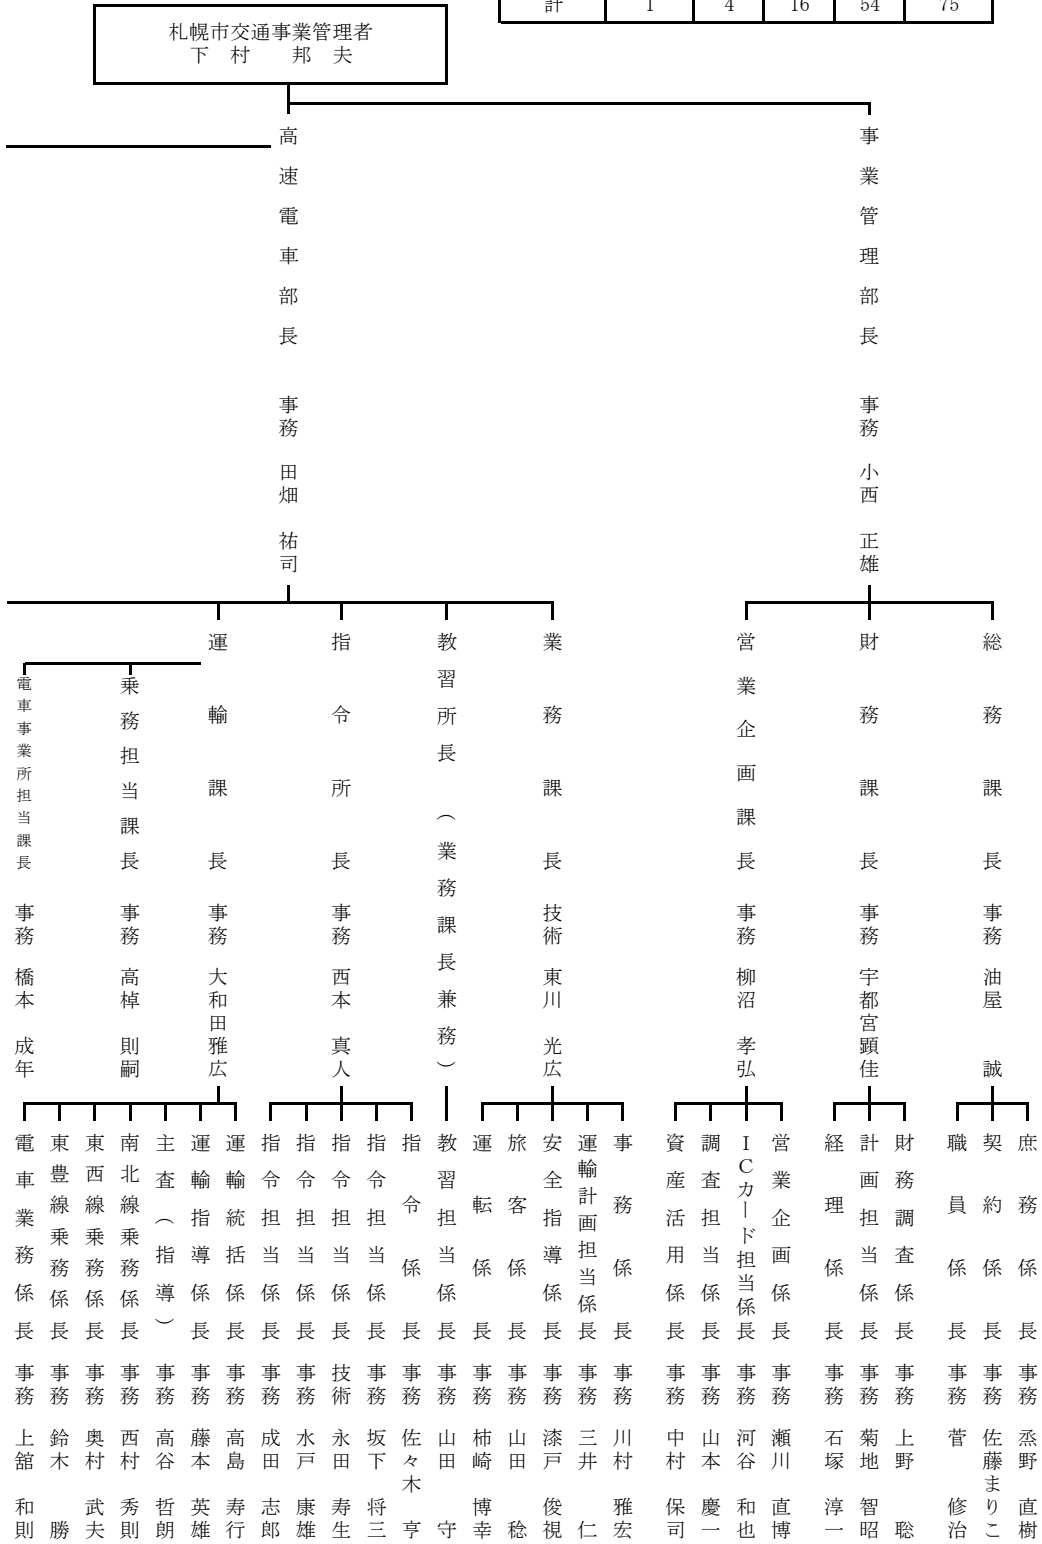 計 1 4 16 54 75
札幌市交通事業管理者
下村 邦夫
事業管理部長 事務 小西 正雄
高速電車部長 事務 田畑 祐司
総務課長 事務 油屋 誠
財務課長 事務 宇都宮顕佳
営業企画課長 事務 柳沼 孝弘
業務課長 技術 東川 光広
教習所長（業務課長兼務）
指令所長 事務 西本 真人
運輸課長 事務 大和田雅広
乗務担当課長 事務 高棹 則嗣
電車事業所担当課長 事務 橋本 成年
庶務係長 事務 烝野 直樹
契約係長 事務 佐藤まりこ
職員係長 事務 菅 修治
財務調査係長 事務 上野 聡
計画担当係長 事務 菊地 智昭
経理係長 事務 石塚 淳一
営業企画係長 事務 瀬川 直博
ICカード担当係長 事務 河谷 和也
調査担当係長 事務 山本 慶一
資産活用係長 事務 中村 保司
事務係長 事務 川村 雅宏
運輸計画担当係長 事務 三井 仁
安全指導係長 事務 漆戸 俊視
旅客係長 事務 山田 稔
運転係長 事務 柿崎 博幸
教習担当係長 事務 山田 守
指令係長 事務 佐々木 亨
指令担当係長 事務 坂下 将三
指令担当係長 技術 永田 寿生
指令担当係長 事務 水戸 康雄
指令担当係長 事務 成田 志郎
運輸統括係長 事務 高島 寿行
運輸指導係長 事務 藤本 英雄
主査（指導） 事務 高谷 哲朗
南北線乗務係長 事務 西村 秀則
東西線乗務係長 事務 奥村 武夫
東豊線乗務係長 事務 鈴木 勝
電車業務係長 事務 上舘 和則